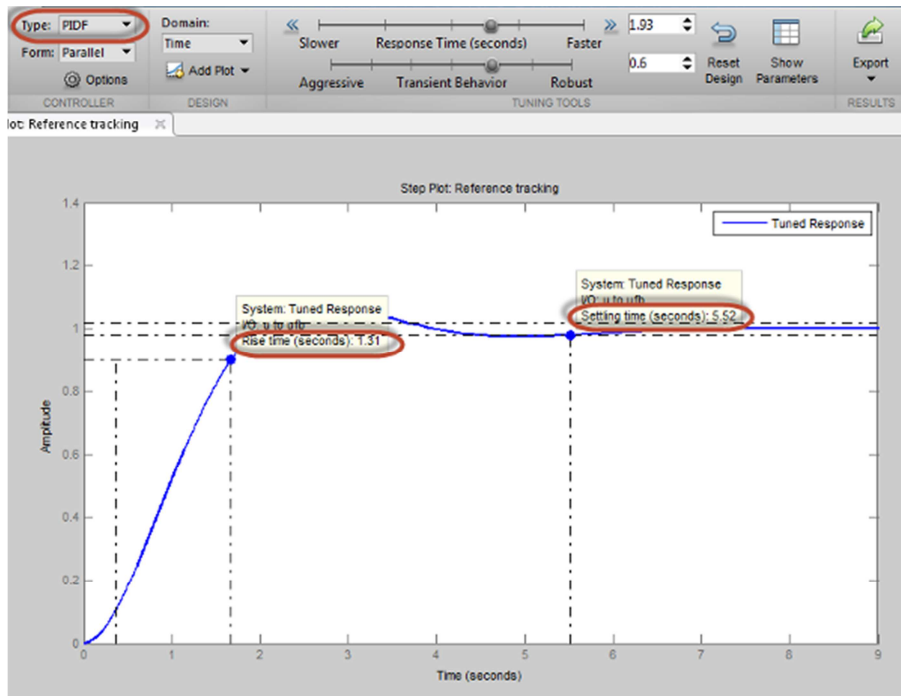 Type: PIDF
Form: Parallel
Options
CONTROLLER
Domain:
Time
Add Plot
DESIGN
Slower Response Time (seconds) Faster
1.93
Aggressive Transient Behavior Robust
0.6
TUNING TOOLS
Reset Design
Show Parameters
Export
RESULTS
lot: Reference tracking
Step Plot: Reference tracking
Tuned Response
System: Tuned Response
I/O: u to ufb
Rise time (seconds): 1.31
System: Tuned Response
I/O: u to ufb
Settling time (seconds): 5.52
Amplitude
1.4
1.2
1
0.8
0.6
0.4
0.2
0
0 1 2 3 4 5 6 7 8 9
Time (seconds)